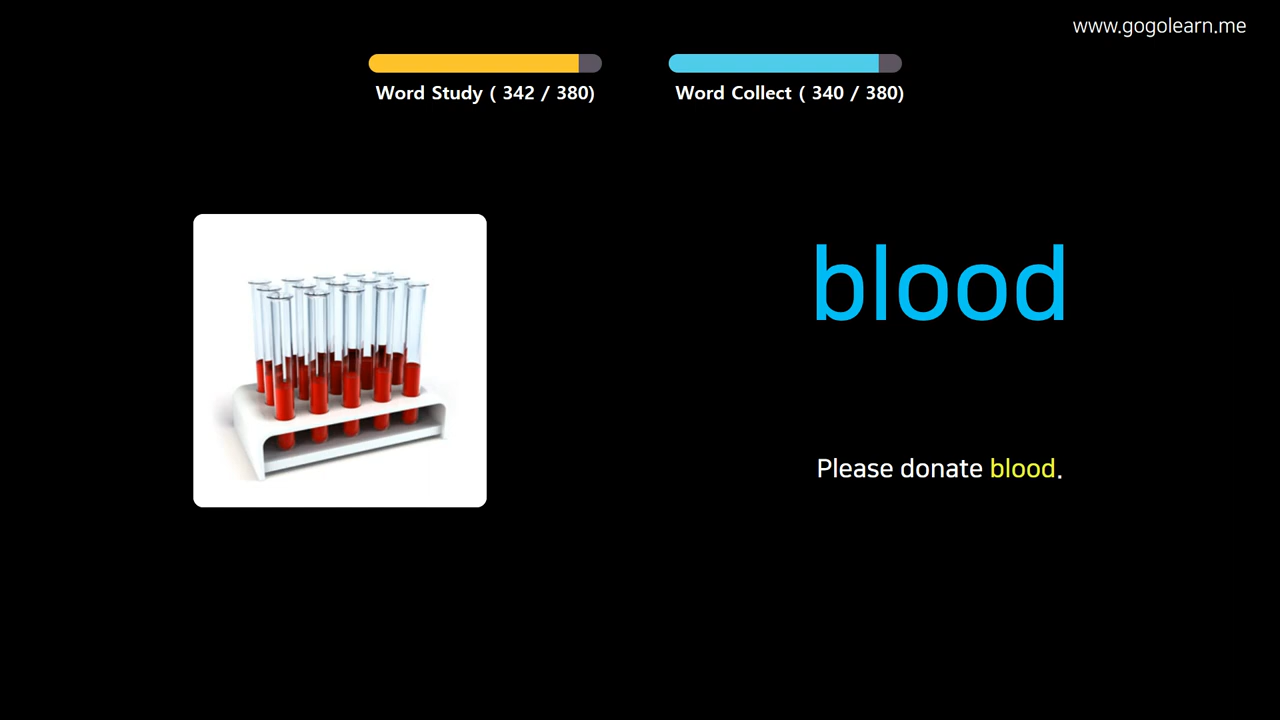 www.gogolearn.me
Word Study ( 342 / 380)
Word Collect ( 340 / 380)
blood
Please donate blood.